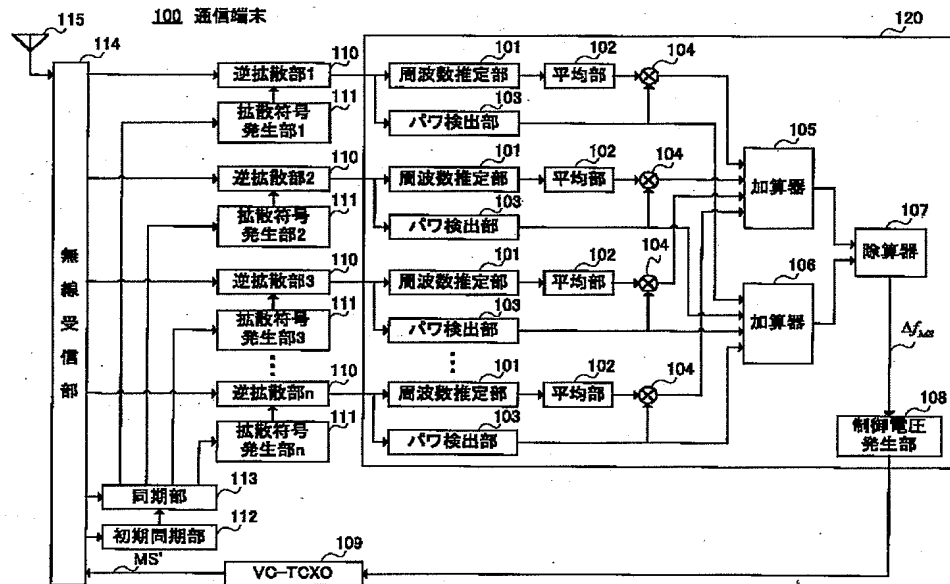 100 通信端末
115
114
120
110
101
102
104
逆拡散部1
周波数推定部
平均部
111
103
拡散符号
発生部1
パワ検出部
105
110
101
102
104
逆拡散部2
周波数推定部
平均部
加算器
111
103
拡散符号
発生部2
パワ検出部
107
除算器
110
101
102
104
106
逆拡散部3
周波数推定部
平均部
加算器
111
103
拡散符号
発生部3
パワ検出部
110
101
102
104
逆拡散部n
周波数推定部
平均部
111
103
拡散符号
発生部n
パワ検出部
108
制御電圧
発生部
無線受信部
113
同期部
112
初期同期部
MS'
109
VC-TCXO